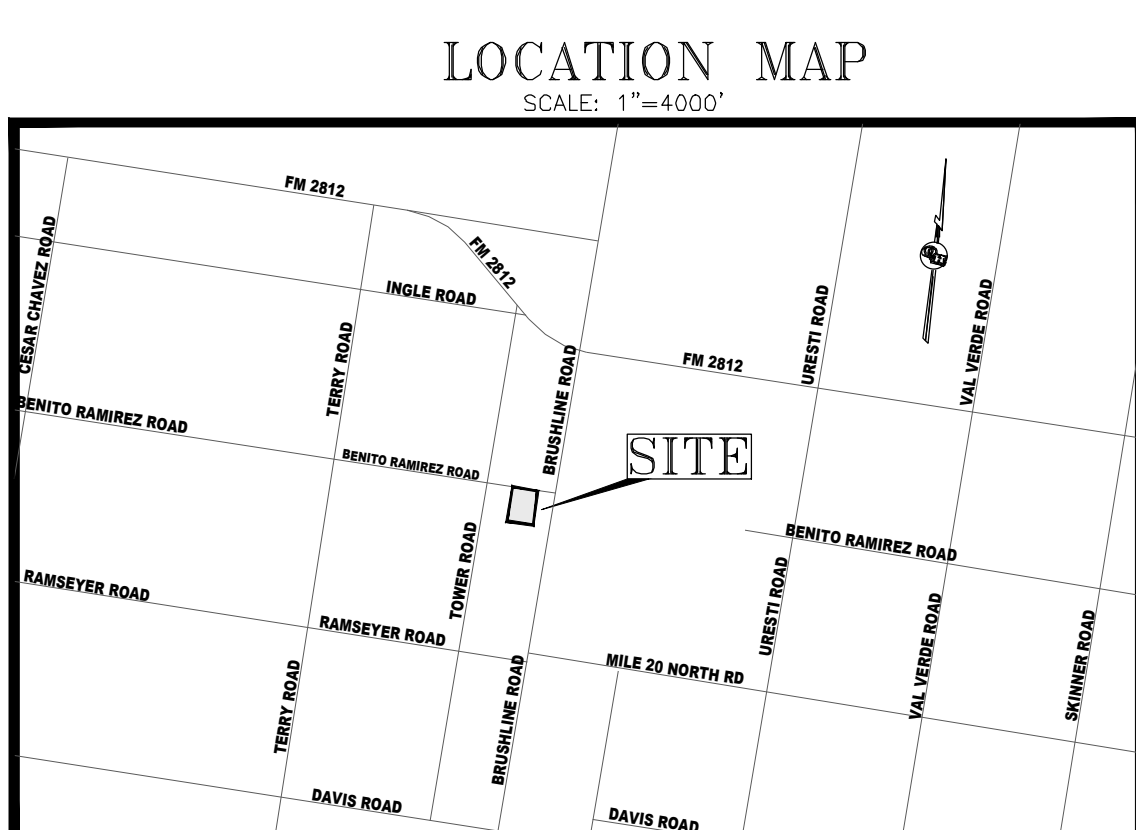 LOCATION MAP
SCALE: 1"=4000'
FM 2812
CESAR CHAVEZ ROAD
FM 2812
INGLE ROAD
TERRY ROAD
URESTI ROAD
VAL VERDE ROAD
FM 2812
BRUSHLINE ROAD
BENITO RAMIREZ ROAD
BENITO RAMIREZ ROAD
SITE
TOWER ROAD
BENITO RAMIREZ ROAD
URESTI ROAD
RAMSEYER ROAD
RAMSEYER ROAD
VAL VERDE ROAD
SKINNER ROAD
MILE 20 NORTH RD
TERRY ROAD
BRUSHLINE ROAD
DAVIS ROAD
DAVIS ROAD